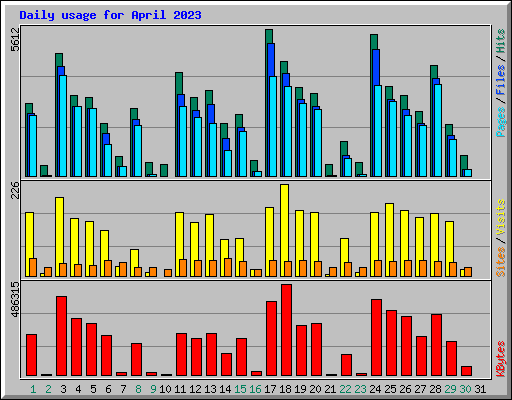 Daily usage for April 2023
5612
Pages / Files / Hits
226
Sites / Visits
486315
KBytes
1 2 3 4 5 6 7 8 9 10 11 12 13 14 15 16 17 18 19 20 21 22 23 24 25 26 27 28 29 30 31